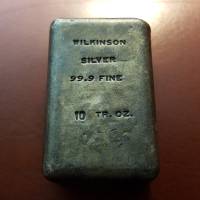 WILKINSON
SILVER
99.9 FINE
10 TR. OZ.